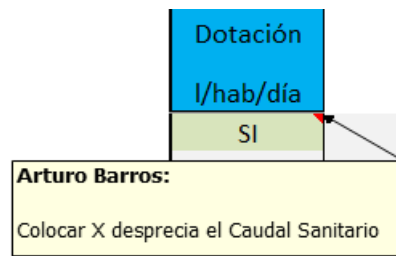 Dotación
l/hab/día
SI
Arturo Barros:
Colocar X desprecia el Caudal Sanitario